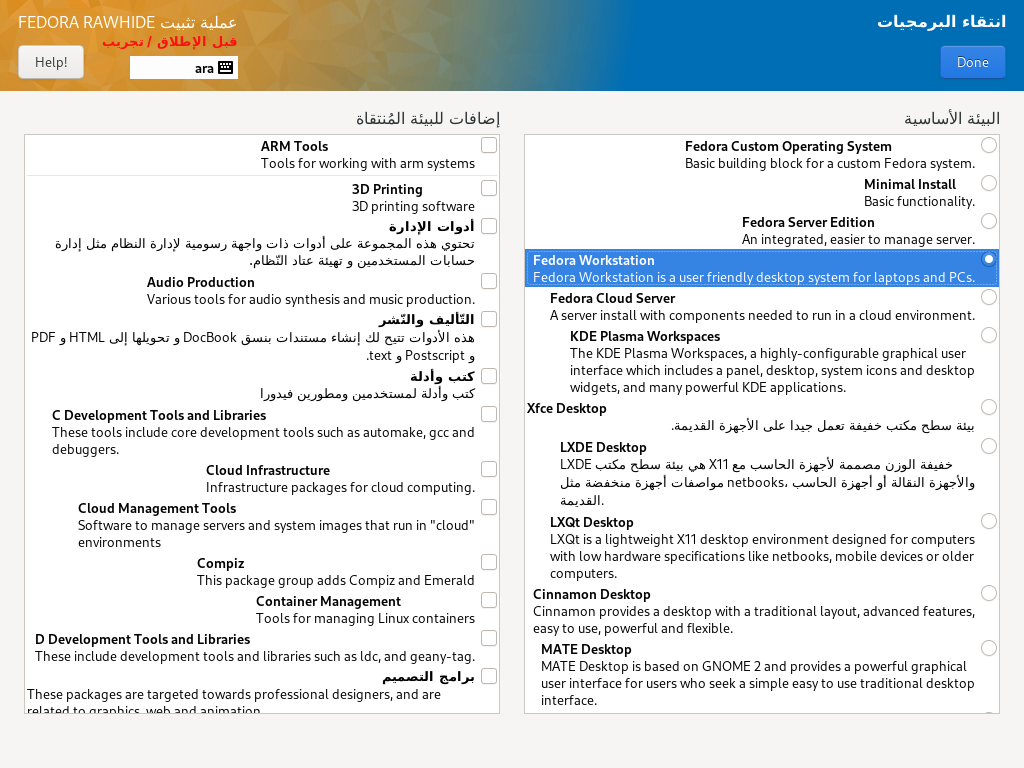 انتقاء البرمجيات
Done
عملية تثبيت FEDORA RAWHIDE
قبل الإطلاق / تجريب
ara
Help!
البيئة الأساسية
Fedora Custom Operating System
Basic building block for a custom Fedora system.
Minimal Install
Basic functionality.
Fedora Server Edition
An integrated, easier to manage server.
Fedora Workstation
Fedora Workstation is a user friendly desktop system for laptops and PCs.
Fedora Cloud Server
A server install with components needed to run in a cloud environment.
KDE Plasma Workspaces
The KDE Plasma Workspaces, a highly-configurable graphical user
interface which includes a panel, desktop, system icons and desktop
widgets, and many powerful KDE applications.
Xfce Desktop
بيئة سطح مكتب خفيفة تعمل جيدا على الأجهزة القديمة.
LXDE Desktop
LXDE هي بيئة سطح مكتب X11 خفيفة الوزن مصممة لأجهزة الحاسب مع
مواصفات أجهزة منخفضة مثل netbooks، والأجهزة النقالة أو أجهزة الحاسب
القديمة.
LXQt Desktop
LXQt is a lightweight X11 desktop environment designed for computers
with low hardware specifications like netbooks, mobile devices or older
computers.
Cinnamon Desktop
Cinnamon provides a desktop with a traditional layout, advanced features,
easy to use, powerful and flexible.
MATE Desktop
MATE Desktop is based on GNOME 2 and provides a powerful graphical
user interface for users who seek a simple easy to use traditional desktop
interface.
إضافات للبيئة المُنتقاة
ARM Tools
Tools for working with arm systems
3D Printing
3D printing software
أدوات الإدارة
تحتوي هذه المجموعة على أدوات ذات واجهة رسومية لإدارة النظام مثل إدارة
حسابات المستخدمين و تهيئة عتاد النّظام.
Audio Production
Various tools for audio synthesis and music production.
التّأليف والنّشر
هذه الأدوات تتيح لك إنشاء مستندات بنسق DocBook و تحويلها إلى HTML و PDF
و Postscript و text.
كتب وأدلة
كتب وأدلة لمستخدمين ومطورين فيدورا
C Development Tools and Libraries
These tools include core development tools such as automake, gcc and
debuggers.
Cloud Infrastructure
Infrastructure packages for cloud computing.
Cloud Management Tools
Software to manage servers and system images that run in "cloud"
environments
Compiz
This package group adds Compiz and Emerald
Container Management
Tools for managing Linux containers
D Development Tools and Libraries
These include development tools and libraries such as ldc, and geany-tag.
برامج التصميم
These packages are targeted towards professional designers, and are
related to graphics, web and animation.